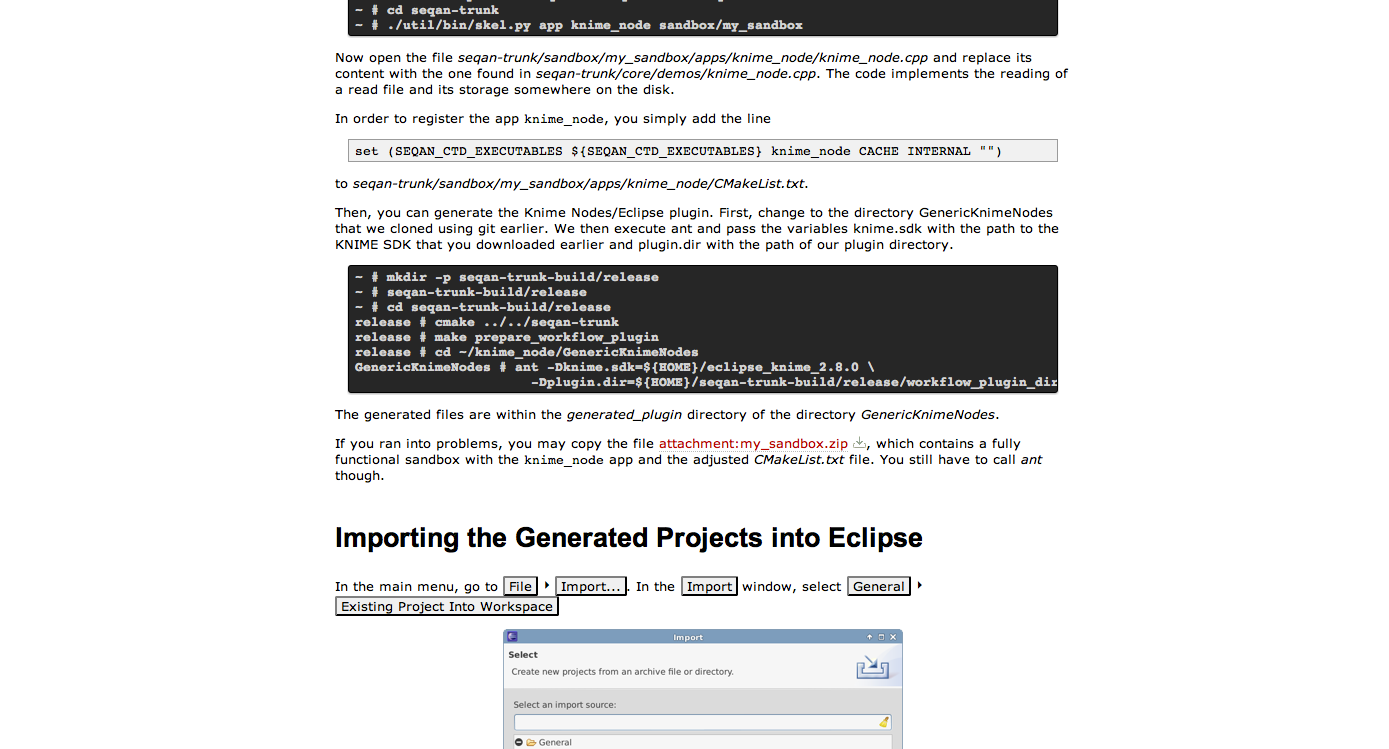 ~ # cd seqan-trunk
~ # ./util/bin/skel.py app knime_node sandbox/my_sandbox
Now open the file seqan-trunk/sandbox/my_sandbox/apps/knime_node/knime_node.cpp and replace its
content with the one found in seqan-trunk/core/demos/knime_node.cpp. The code implements the reading of
a read file and its storage somewhere on the disk.
In order to register the app knime_node, you simply add the line
set (SEQAN_CTD_EXECUTABLES ${SEQAN_CTD_EXECUTABLES} knime_node CACHE INTERNAL "")
to seqan-trunk/sandbox/my_sandbox/apps/knime_node/CMakeList.txt.
Then, you can generate the Knime Nodes/Eclipse plugin. First, change to the directory GenericKnimeNodes
that we cloned using git earlier. We then execute ant and pass the variables knime.sdk with the path to the
KNIME SDK that you downloaded earlier and plugin.dir with the path of our plugin directory.
~ # mkdir -p seqan-trunk-build/release
~ # seqan-trunk-build/release
~ # cd seqan-trunk-build/release
release # cmake ../../seqan-trunk
release # make prepare_workflow_plugin
release # cd ~/knime_node/GenericKnimeNodes
GenericKnimeNodes # ant -Dknime.sdk=${HOME}/eclipse_knime_2.8.0 \
-Dplugin.dir=${HOME}/seqan-trunk-build/release/workflow_plugin_dir
The generated files are within the generated_plugin directory of the directory GenericKnimeNodes.
If you ran into problems, you may copy the file attachment:my_sandbox.zip , which contains a fully
functional sandbox with the knime_node app and the adjusted CMakeList.txt file. You still have to call ant
though.
Importing the Generated Projects into Eclipse
In the main menu, go to File Import... . In the Import window, select General
Existing Project Into Workspace
Import
Select
Create new projects from an archive file or directory.
Select an import source:
General